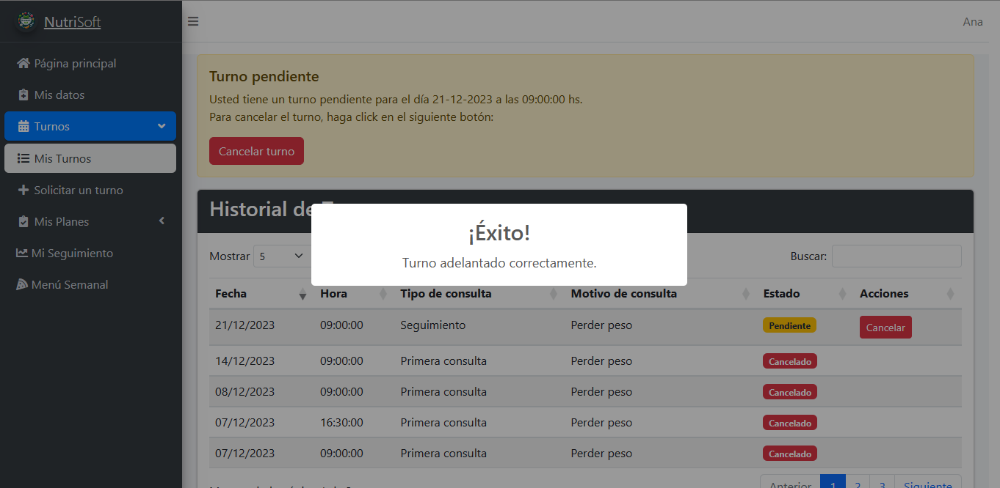 NutriSoft
Ana
Página principal
Mis datos
Turnos
Mis Turnos
Solicitar un turno
Mis Planes
Mi Seguimiento
Menú Semanal
Turno pendiente
Usted tiene un turno pendiente para el día 21-12-2023 a las 09:00:00 hs.
Para cancelar el turno, haga click en el siguiente botón:
Cancelar turno
Historial de
¡Éxito!
Turno adelantado correctamente.
Mostrar 5
Buscar:
Fecha Hora Tipo de consulta Motivo de consulta Estado Acciones
21/12/2023 09:00:00 Seguimiento Perder peso Pendiente Cancelar
14/12/2023 09:00:00 Primera consulta Perder peso Cancelado
08/12/2023 09:00:00 Primera consulta Perder peso Cancelado
07/12/2023 16:30:00 Primera consulta Perder peso Cancelado
07/12/2023 09:00:00 Primera consulta Perder peso Cancelado
Anterior 1 2 3 Siguiente